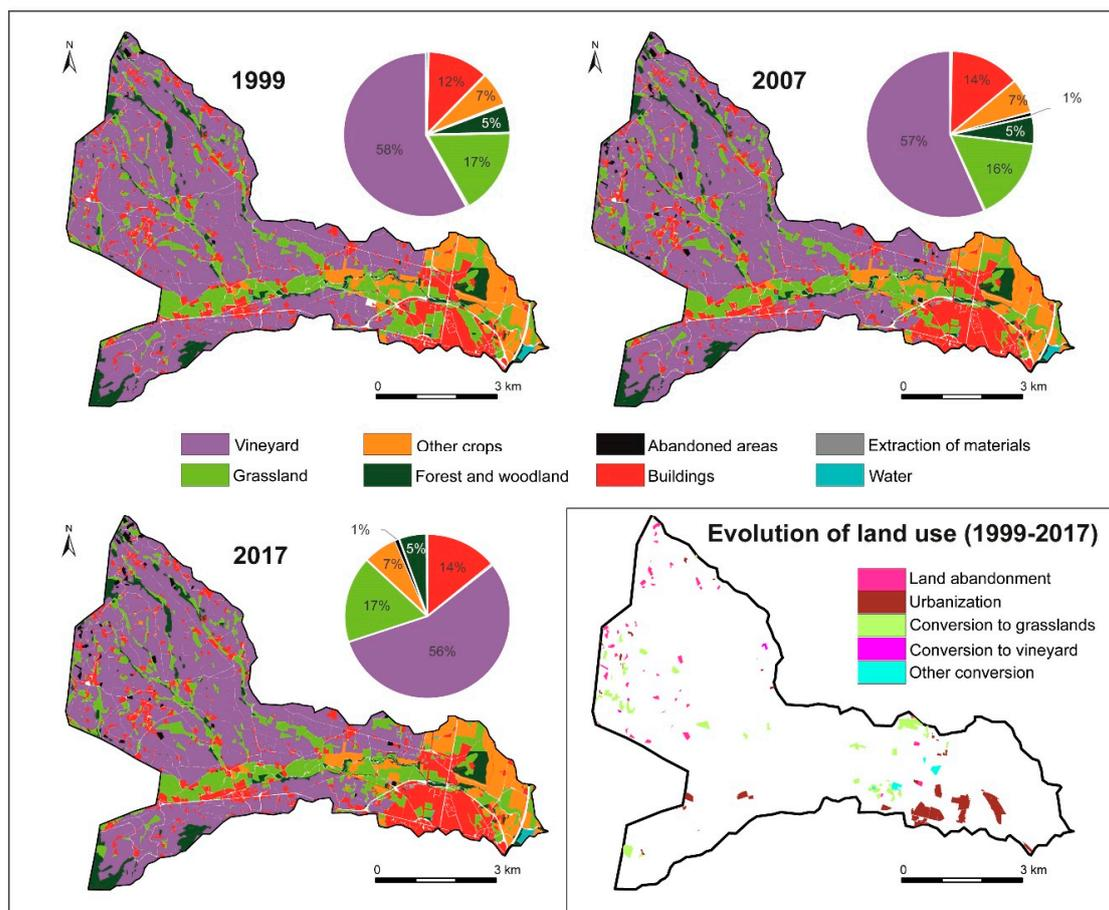 N
1999
12%
7%
5%
17%
58%
0 3 km
N
2007
14%
7%
1%
5%
16%
57%
0 3 km
Vineyard Other crops Abandoned areas Extraction of materials
Grassland Forest and woodland Buildings Water
N
2017
1%
5%
14%
7%
17%
56%
0 3 km
Evolution of land use (1999-2017)
Land abandonment
Urbanization
Conversion to grasslands
Conversion to vineyard
Other conversion
0 3 km